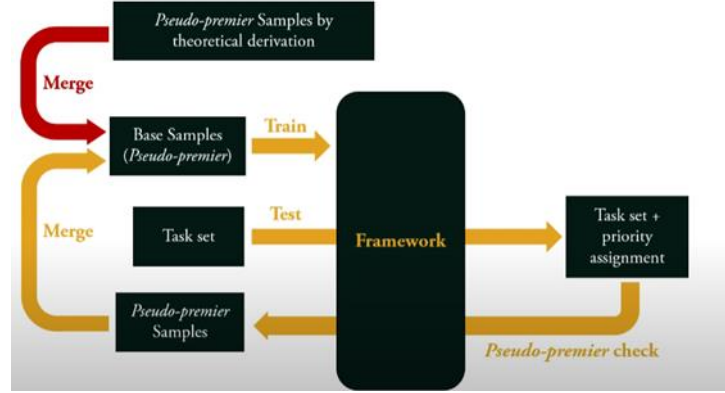 Pseudo-premier Samples by
theoretical derivation
Merge
Base Samples
(Pseudo-premier)
Train
Merge
Task set
Test
Framework
Task set +
priority
assignment
Pseudo-premier
Samples
Pseudo-premier check